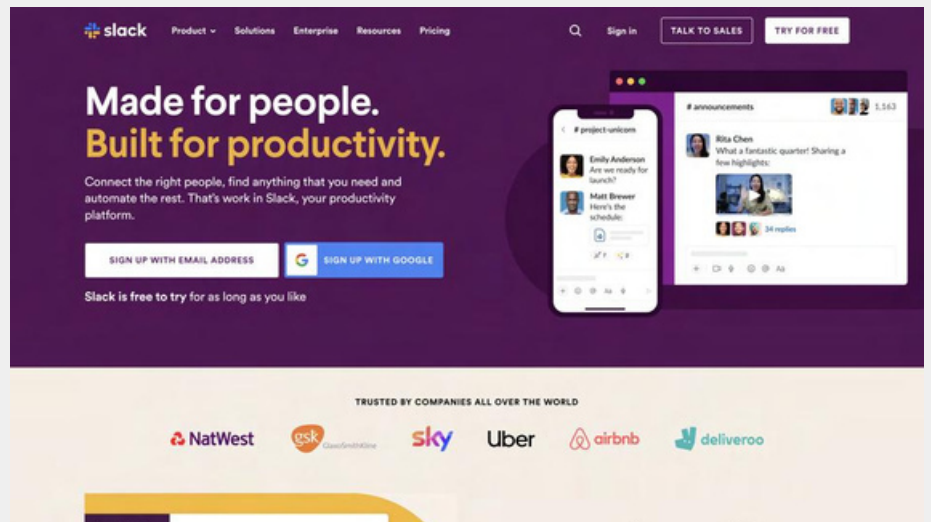 slack
Product Solutions Enterprise Resources Pricing
Sign in TALK TO SALES TRY FOR FREE
Made for people.
Built for productivity.
Connect the right people, find anything that you need and
automate the rest. That's work in Slack, your productivity
platform.
SIGN UP WITH EMAIL ADDRESS
G SIGN UP WITH GOOGLE
Slack is free to try for as long as you like
# project-unicorn
Emily Anderson
Are we ready for
launch?
Matt Brewer
Here's the
schedule:
Aa
# announcements 1,163
Rita Chen
What a fantastic quarter! Sharing a
few highlights:
34 replies
Aa
TRUSTED BY COMPANIES ALL OVER THE WORLD
NatWest
gsk GlaxoSmithKline
sky
Uber
airbnb
deliveroo